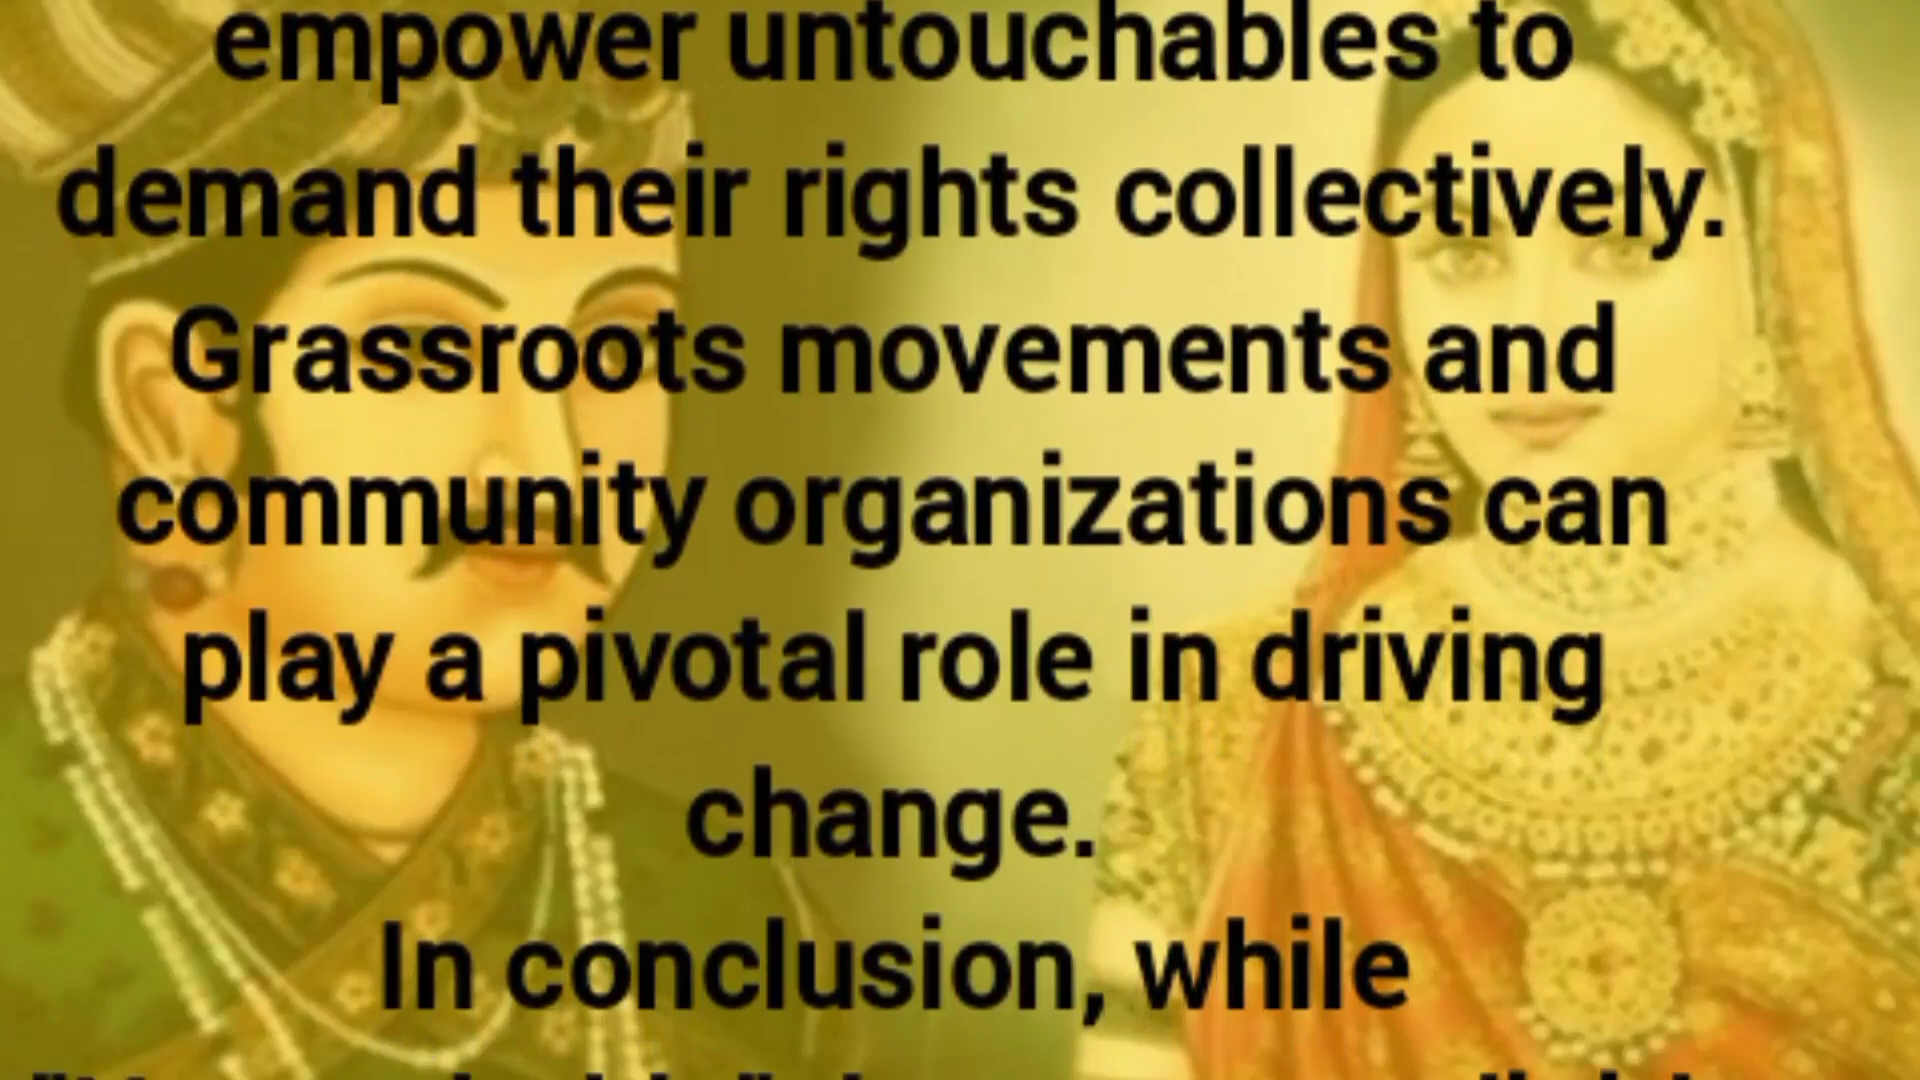 empower untouchables to
demand their rights collectively.
Grassroots movements and
community organizations can
play a pivotal role in driving
change.
In conclusion, while